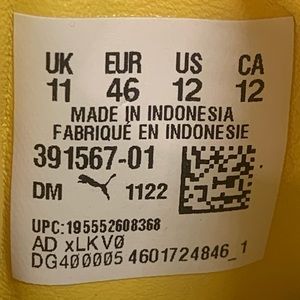 UK EUR US CA
11 46 12 12
MADE IN INDONESIA
FABRIQUÉ EN INDONESIE
391567-01
DM 1122
UPC:195552608368
AD xLKV0
DG400005 4601724846_1